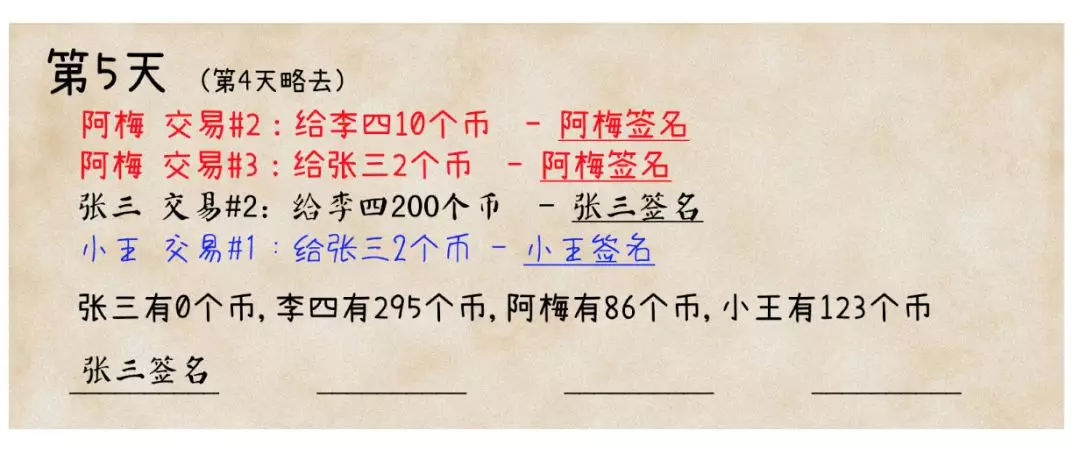 第5天 （第4天略去）
阿梅 交易#2：给李四10个币 - 阿梅签名
阿梅 交易#3：给张三2个币 - 阿梅签名
张三 交易#2：给李四200个币 - 张三签名
小王 交易#1：给张三2个币 - 小王签名
张三有0个币,李四有295个币,阿梅有86个币,小王有123个币
张三签名